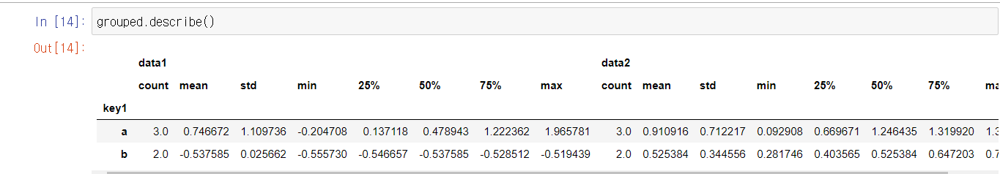 In [14]: grouped.describe()
Out[14]:
data1 data2
count mean std min 25% 50% 75% max count mean std min 25% 50% 75% ma
key1
a 3.0 0.746672 1.109736 -0.204708 0.137118 0.478943 1.222362 1.965781 3.0 0.910916 0.712217 0.092908 0.669671 1.246435 1.319920 1.3
b 2.0 -0.537585 0.025662 -0.555730 -0.546657 -0.537585 -0.528512 -0.519439 2.0 0.525384 0.344556 0.281746 0.403565 0.525384 0.647203 0.7